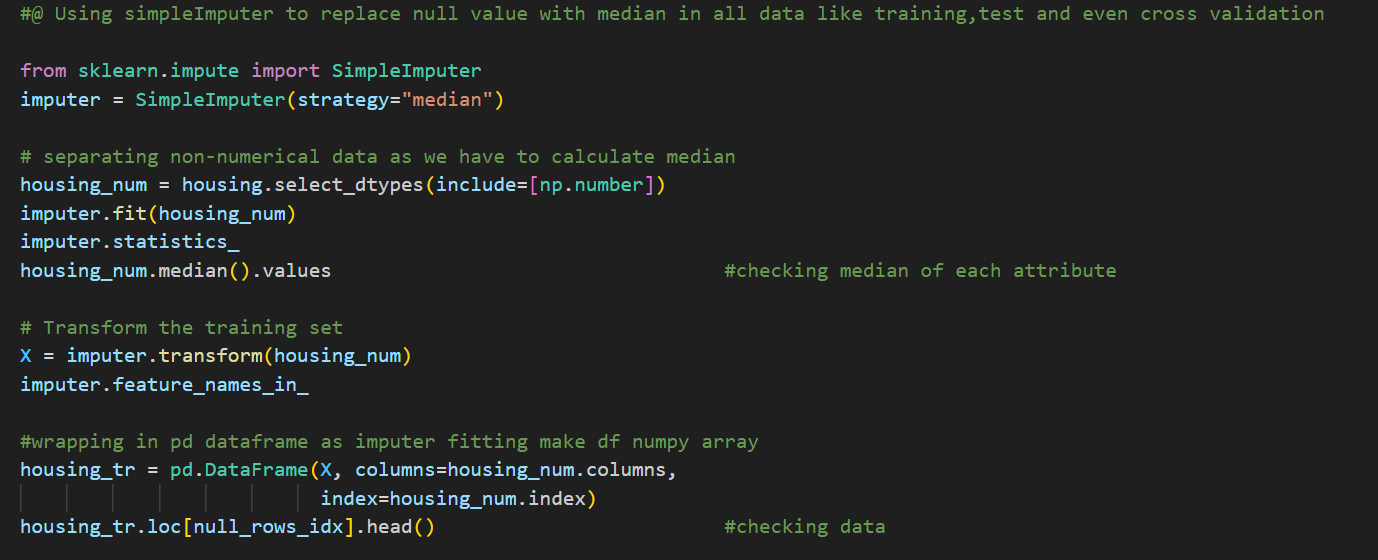 #@ Using simpleImputer to replace null value with median in all data like training,test and even cross validation
from sklearn.impute import SimpleImputer
imputer = SimpleImputer(strategy="median")
# separating non-numerical data as we have to calculate median
housing_num = housing.select_dtypes(include=[np.number])
imputer.fit(housing_num)
imputer.statistics_
housing_num.median().values #checking median of each attribute
# Transform the training set
X = imputer.transform(housing_num)
imputer.feature_names_in_
#wrapping in pd dataframe as imputer fitting make df numpy array
housing_tr = pd.DataFrame(X, columns=housing_num.columns,
index=housing_num.index)
housing_tr.loc[null_rows_idx].head() #checking data